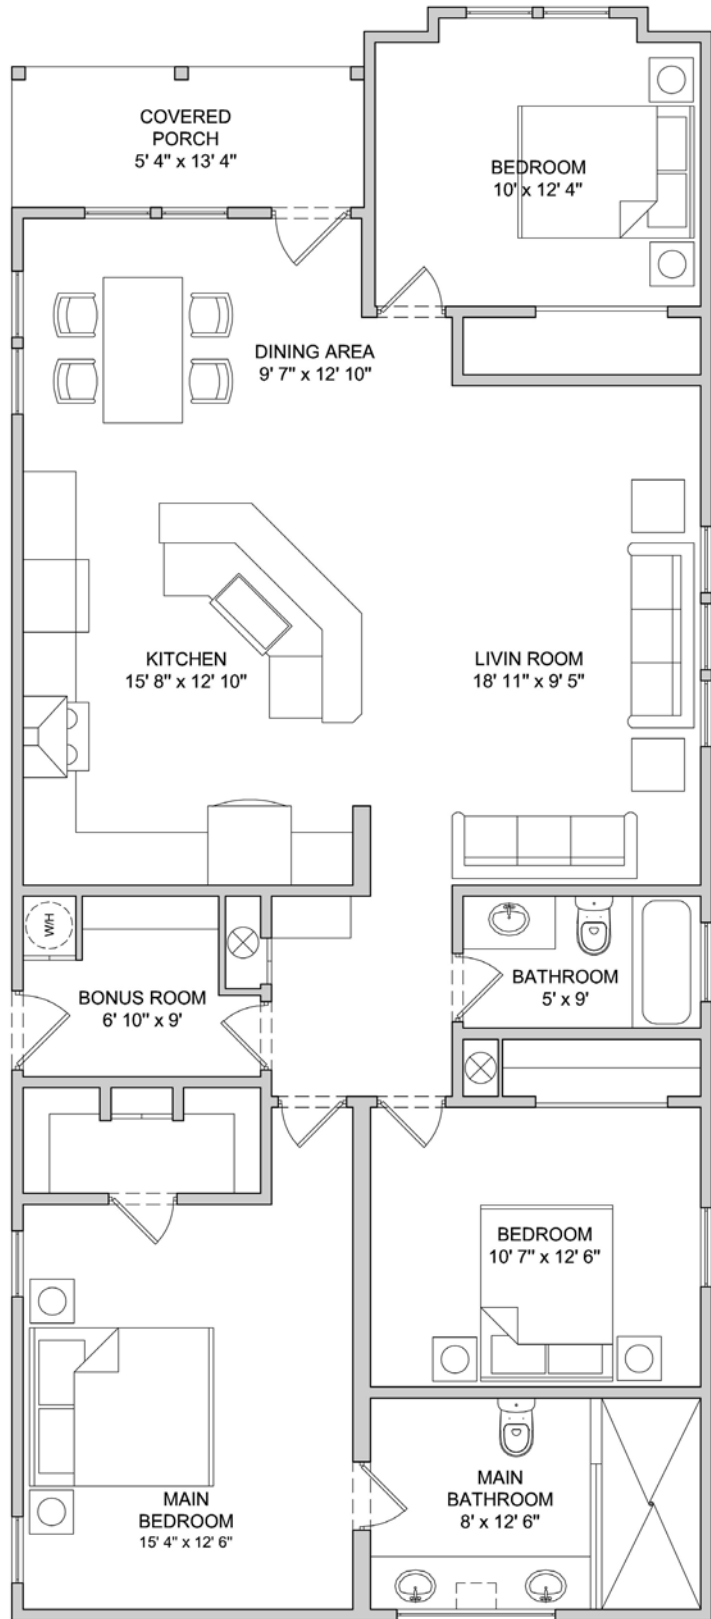 COVERED
PORCH
5' 4" x 13' 4"
BEDROOM
10' x 12' 4"
DINING AREA
9' 7" x 12' 10"
KITCHEN
15' 8" x 12' 10"
LIVIN ROOM
18' 11" x 9' 5"
W/H
BONUS ROOM
6' 10" x 9'
BATHROOM
5' x 9'
BEDROOM
10' 7" x 12' 6"
MAIN
BEDROOM
15' 4" x 12' 6"
MAIN
BATHROOM
8' x 12' 6"